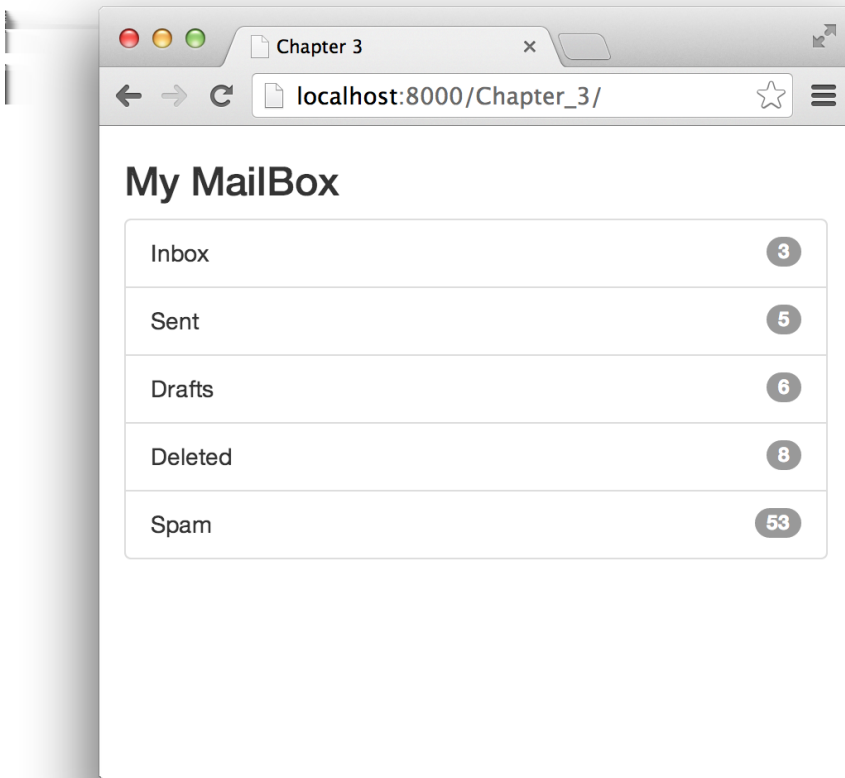 Chapter 3
localhost:8000/Chapter_3/
My MailBox
Inbox 3
Sent 5
Drafts 6
Deleted 8
Spam 53